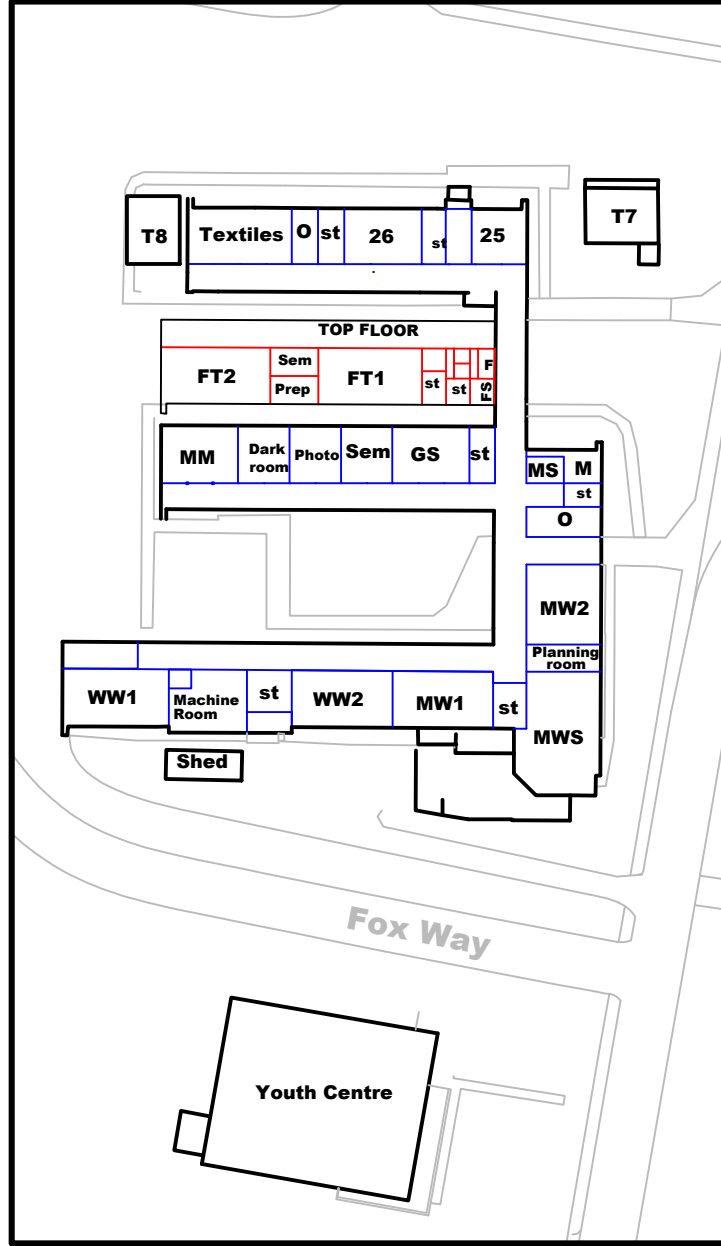 T7
T8
Textiles
O
st
26
st
25
TOP FLOOR
FT2
Sem
Prep
FT1
st
st
F
FS
MM
Dark
room
Photo
Sem
GS
st
MS
M
st
O
MW2
Planning
room
WW1
Machine
Room
st
WW2
MW1
st
MWS
Shed
Fox Way
Youth Centre